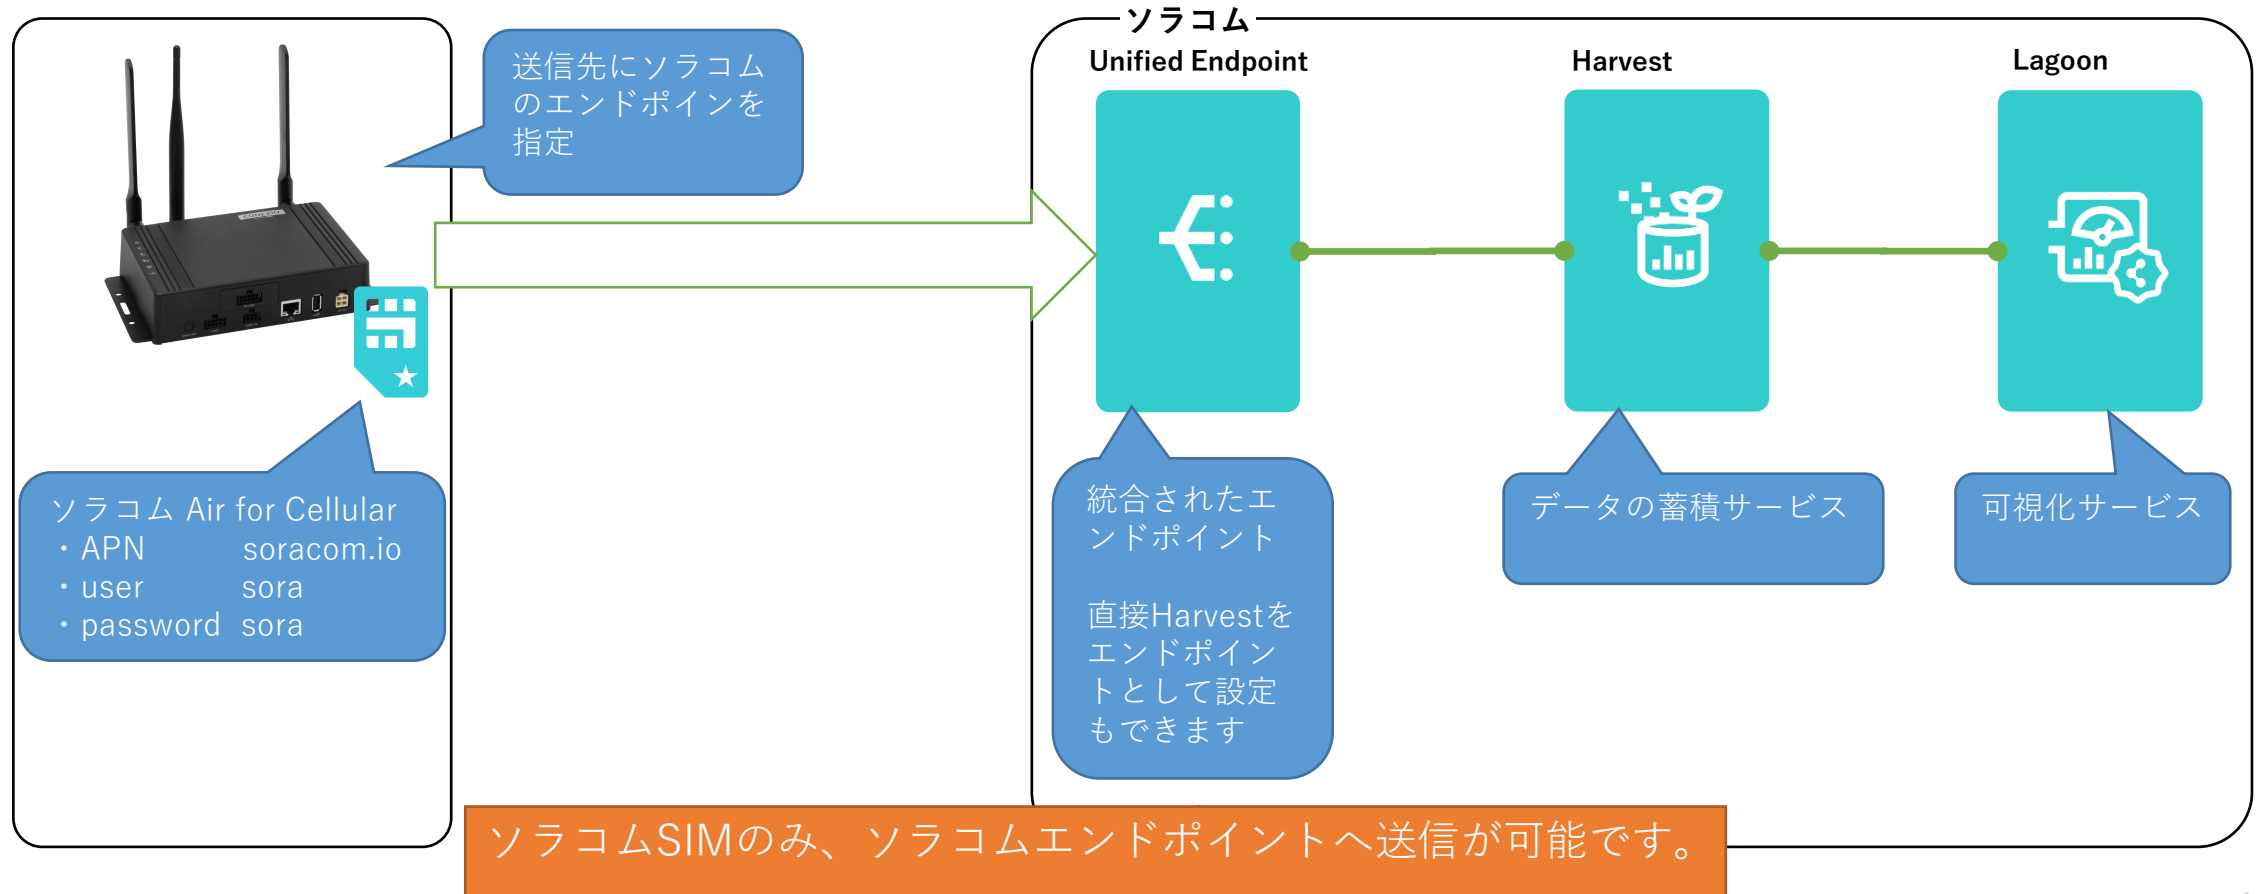 ソラコム
Unified Endpoint
Harvest
Lagoon
送信先にソラコム
のエンドポインを
指定
ソラコム Air for Cellular
・APN soracom.io
・user sora
・password sora
統合されたエ
ンドポイント
直接Harvestを
エンドポイン
トとして設定
もできます
データの蓄積サービス
可視化サービス
ソラコムSIMのみ、ソラコムエンドポイントへ送信が可能です。